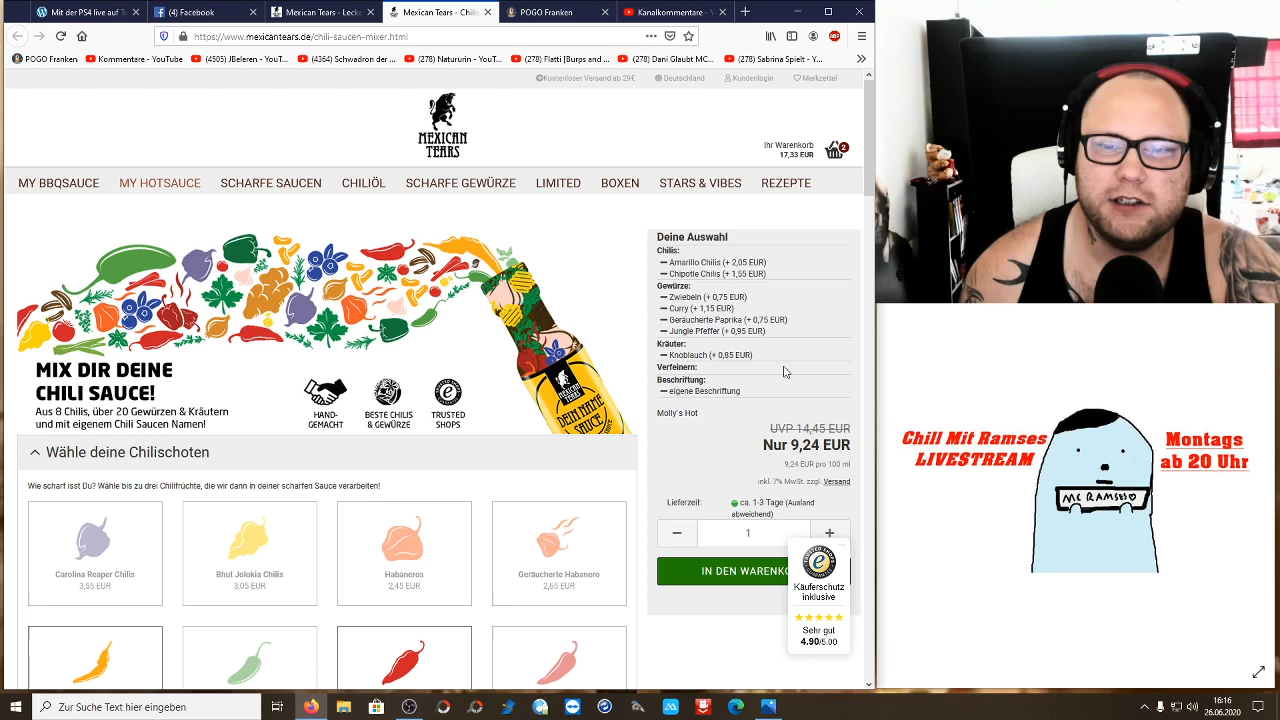 Mit der PS4 live auf You
(4) Facebook
Mexican Tears - Lecke
Mexican Tears - Chilis
POGO Franken
Kanalkommentare - Y
https://www.mexicantears.de/chili-saucen-mixer.html
POGO Franken
Kommentare - YouTube
(4505) JBeleren - YouT...
(4364) Schwadron der ...
(278) Naturuin - YouT...
(278) Flatti [Burps and ...
(278) Dani Glaubt MC...
(278) Sabrina Spielt - Y...
Kostenloser Versand ab 29€
Deutschland
Kundenlogin
Merkzettel
MEXICAN
TEARS
Ihr Warenkorb
17,33 EUR
2
MY BBQSAUCE
MY HOTSAUCE
SCHARFE SAUCEN
CHILIÖL
SCHARFE GEWÜRZE
LIMITED
BOXEN
STARS & VIBES
REZEPTE
MIX DIR DEINE
CHILI SAUCE!
Aus 8 Chilis, über 20 Gewürzen & Kräutern
und mit eigenem Chili Saucen Namen!
HAND-
GEMACHT
BESTE CHILIS
& GEWÜRZE
TRUSTED
SHOPS
MEXICAN
TEARS
DEIN NAME
SAUCE
Wähle deine Chilischoten
Wie scharf isst Du? Wähle bis zu drei Chilifrüchte, die wir dann in deiner scharfen Sauce verarbeiten!
Carolina Reaper Chilis
3,55 EUR
Bhut Jolokia Chilis
3,05 EUR
Habaneros
2,45 EUR
Geräucherte Habanero
2,65 EUR
Deine Auswahl
Chilis:
Amarillo Chilis (+ 2,05 EUR)
Chipotle Chilis (+ 1,55 EUR)
Gewürze:
Zwiebeln (+ 0,75 EUR)
Curry (+ 1,15 EUR)
Geräucherte Paprika (+ 0,75 EUR)
Jungle Pfeffer (+ 0,95 EUR)
Kräuter:
Knoblauch (+ 0,85 EUR)
Verfeinern:
Beschriftung:
eigene Beschriftung
Molly`s Hot
UVP 14,45 EUR
Nur 9,24 EUR
9,24 EUR pro 100 ml
inkl. 7% MwSt. zzgl. Versand
Lieferzeit:
ca. 1-3 Tage (Ausland
abweichend)
1
IN DEN WARENKO
Käuferschutz
inklusive
Sehr gut
4.90/5.00
Chill Mit Ramses
LIVESTREAM
Montags
ab 20 Uhr
MC RAMSES
Zur Suche Text hier eingeben
16:16
26.06.2020